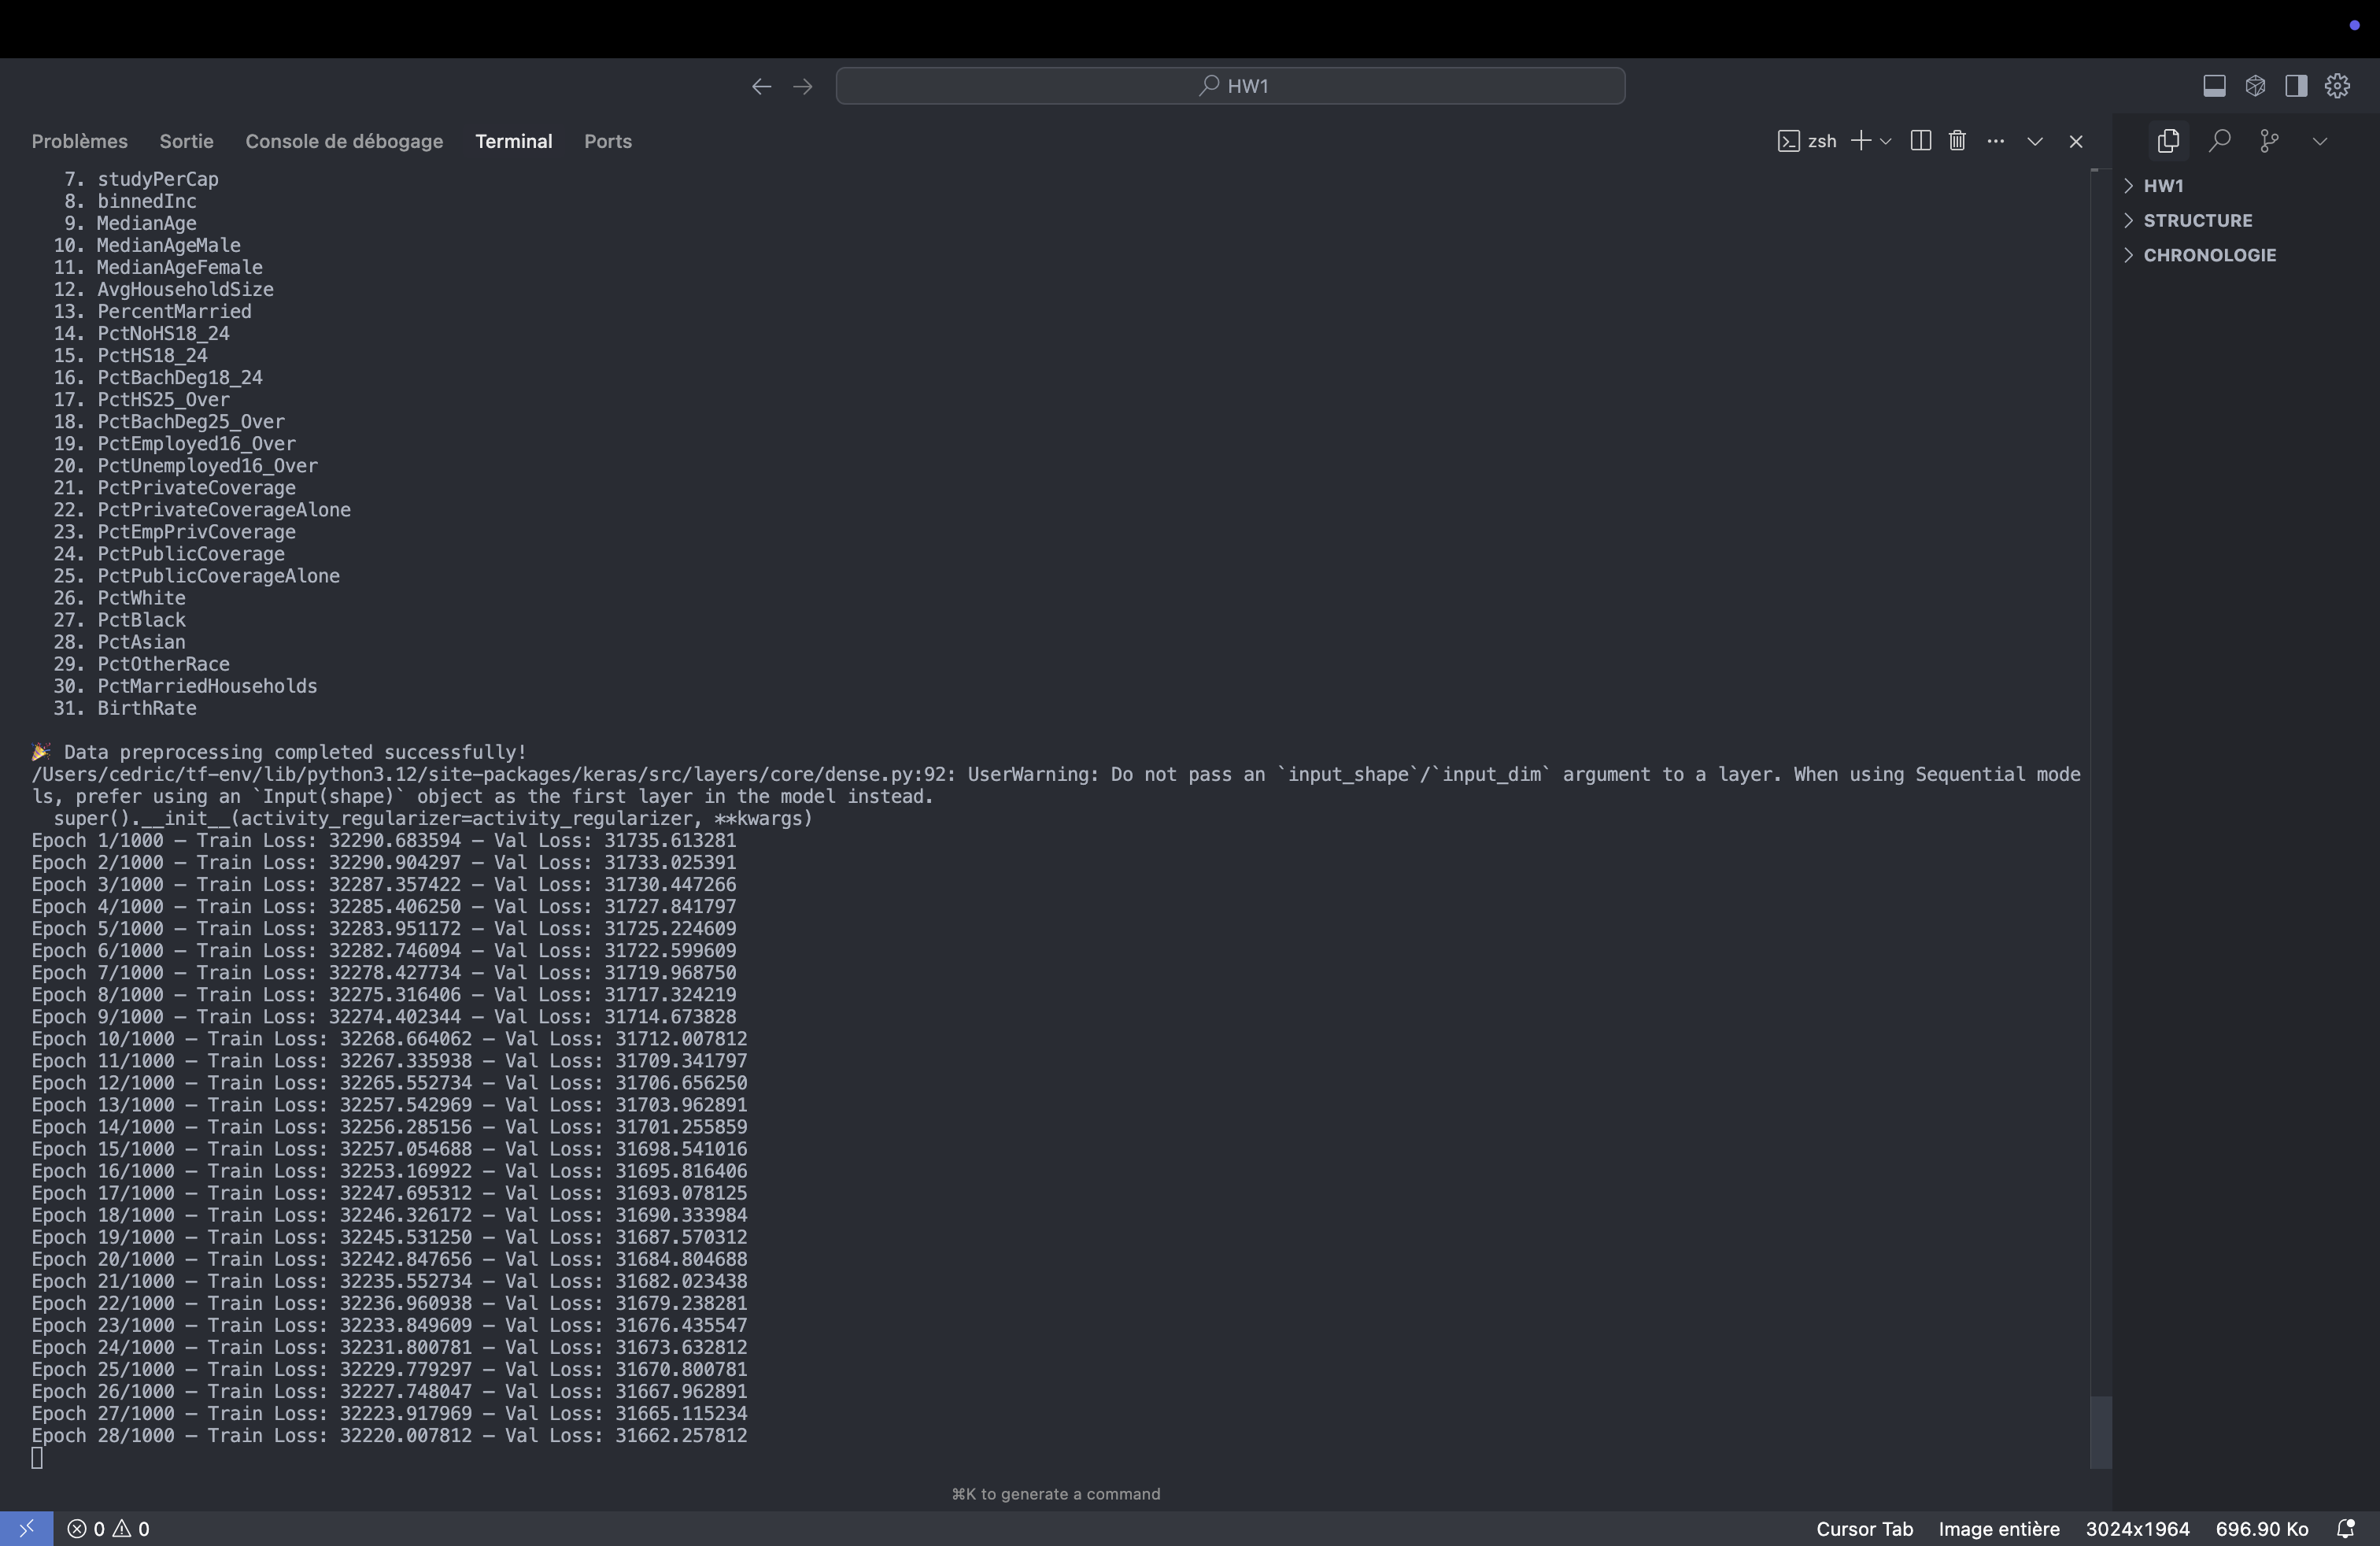 HW1
Problèmes Sortie Console de débogage Terminal Ports zsh
HW1
STRUCTURE
CHRONOLOGIE
7. studyPerCap
8. binnedInc
9. MedianAge
10. MedianAgeMale
11. MedianAgeFemale
12. AvgHouseholdSize
13. PercentMarried
14. PctNoHS18_24
15. PctHS18_24
16. PctBachDeg18_24
17. PctHS25_Over
18. PctBachDeg25_Over
19. PctEmployed16_Over
20. PctUnemployed16_Over
21. PctPrivateCoverage
22. PctPrivateCoverageAlone
23. PctEmpPrivCoverage
24. PctPublicCoverage
25. PctPublicCoverageAlone
26. PctWhite
27. PctBlack
28. PctAsian
29. PctOtherRace
30. PctMarriedHouseholds
31. BirthRate
🎉 Data preprocessing completed successfully!
/Users/cedric/tf-env/lib/python3.12/site-packages/keras/src/layers/core/dense.py:92: UserWarning: Do not pass an `input_shape`/`input_dim` argument to a layer. When using Sequential mode
ls, prefer using an `Input(shape)` object as the first layer in the model instead.
super().__init__(activity_regularizer=activity_regularizer, **kwargs)
Epoch 1/1000 — Train Loss: 32290.683594 — Val Loss: 31735.613281
Epoch 2/1000 — Train Loss: 32290.904297 — Val Loss: 31733.025391
Epoch 3/1000 — Train Loss: 32287.357422 — Val Loss: 31730.447266
Epoch 4/1000 — Train Loss: 32285.406250 — Val Loss: 31727.841797
Epoch 5/1000 — Train Loss: 32283.951172 — Val Loss: 31725.224609
Epoch 6/1000 — Train Loss: 32282.746094 — Val Loss: 31722.599609
Epoch 7/1000 — Train Loss: 32278.427734 — Val Loss: 31719.968750
Epoch 8/1000 — Train Loss: 32275.316406 — Val Loss: 31717.324219
Epoch 9/1000 — Train Loss: 32274.402344 — Val Loss: 31714.673828
Epoch 10/1000 — Train Loss: 32268.664062 — Val Loss: 31712.007812
Epoch 11/1000 — Train Loss: 32267.335938 — Val Loss: 31709.341797
Epoch 12/1000 — Train Loss: 32265.552734 — Val Loss: 31706.656250
Epoch 13/1000 — Train Loss: 32257.542969 — Val Loss: 31703.962891
Epoch 14/1000 — Train Loss: 32256.285156 — Val Loss: 31701.255859
Epoch 15/1000 — Train Loss: 32257.054688 — Val Loss: 31698.541016
Epoch 16/1000 — Train Loss: 32253.169922 — Val Loss: 31695.816406
Epoch 17/1000 — Train Loss: 32247.695312 — Val Loss: 31693.078125
Epoch 18/1000 — Train Loss: 32246.326172 — Val Loss: 31690.333984
Epoch 19/1000 — Train Loss: 32245.531250 — Val Loss: 31687.570312
Epoch 20/1000 — Train Loss: 32242.847656 — Val Loss: 31684.804688
Epoch 21/1000 — Train Loss: 32235.552734 — Val Loss: 31682.023438
Epoch 22/1000 — Train Loss: 32236.960938 — Val Loss: 31679.238281
Epoch 23/1000 — Train Loss: 32233.849609 — Val Loss: 31676.435547
Epoch 24/1000 — Train Loss: 32231.800781 — Val Loss: 31673.632812
Epoch 25/1000 — Train Loss: 32229.779297 — Val Loss: 31670.800781
Epoch 26/1000 — Train Loss: 32227.748047 — Val Loss: 31667.962891
Epoch 27/1000 — Train Loss: 32223.917969 — Val Loss: 31665.115234
Epoch 28/1000 — Train Loss: 32220.007812 — Val Loss: 31662.257812
⌘K to generate a command
0 0 Cursor Tab Image entière 3024x1964 696.90 Ko